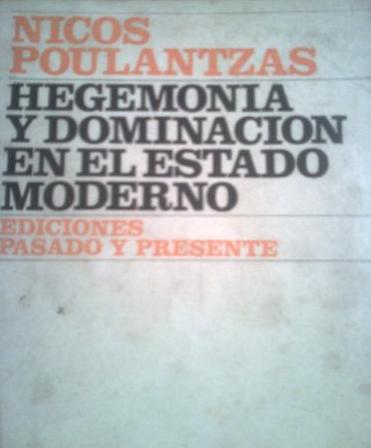 NICOS
POULANTZAS
HEGEMONIA
Y DOMINACION
EN EL ESTADO
MODERNO
EDICIONES
PASADO Y PRESENTE